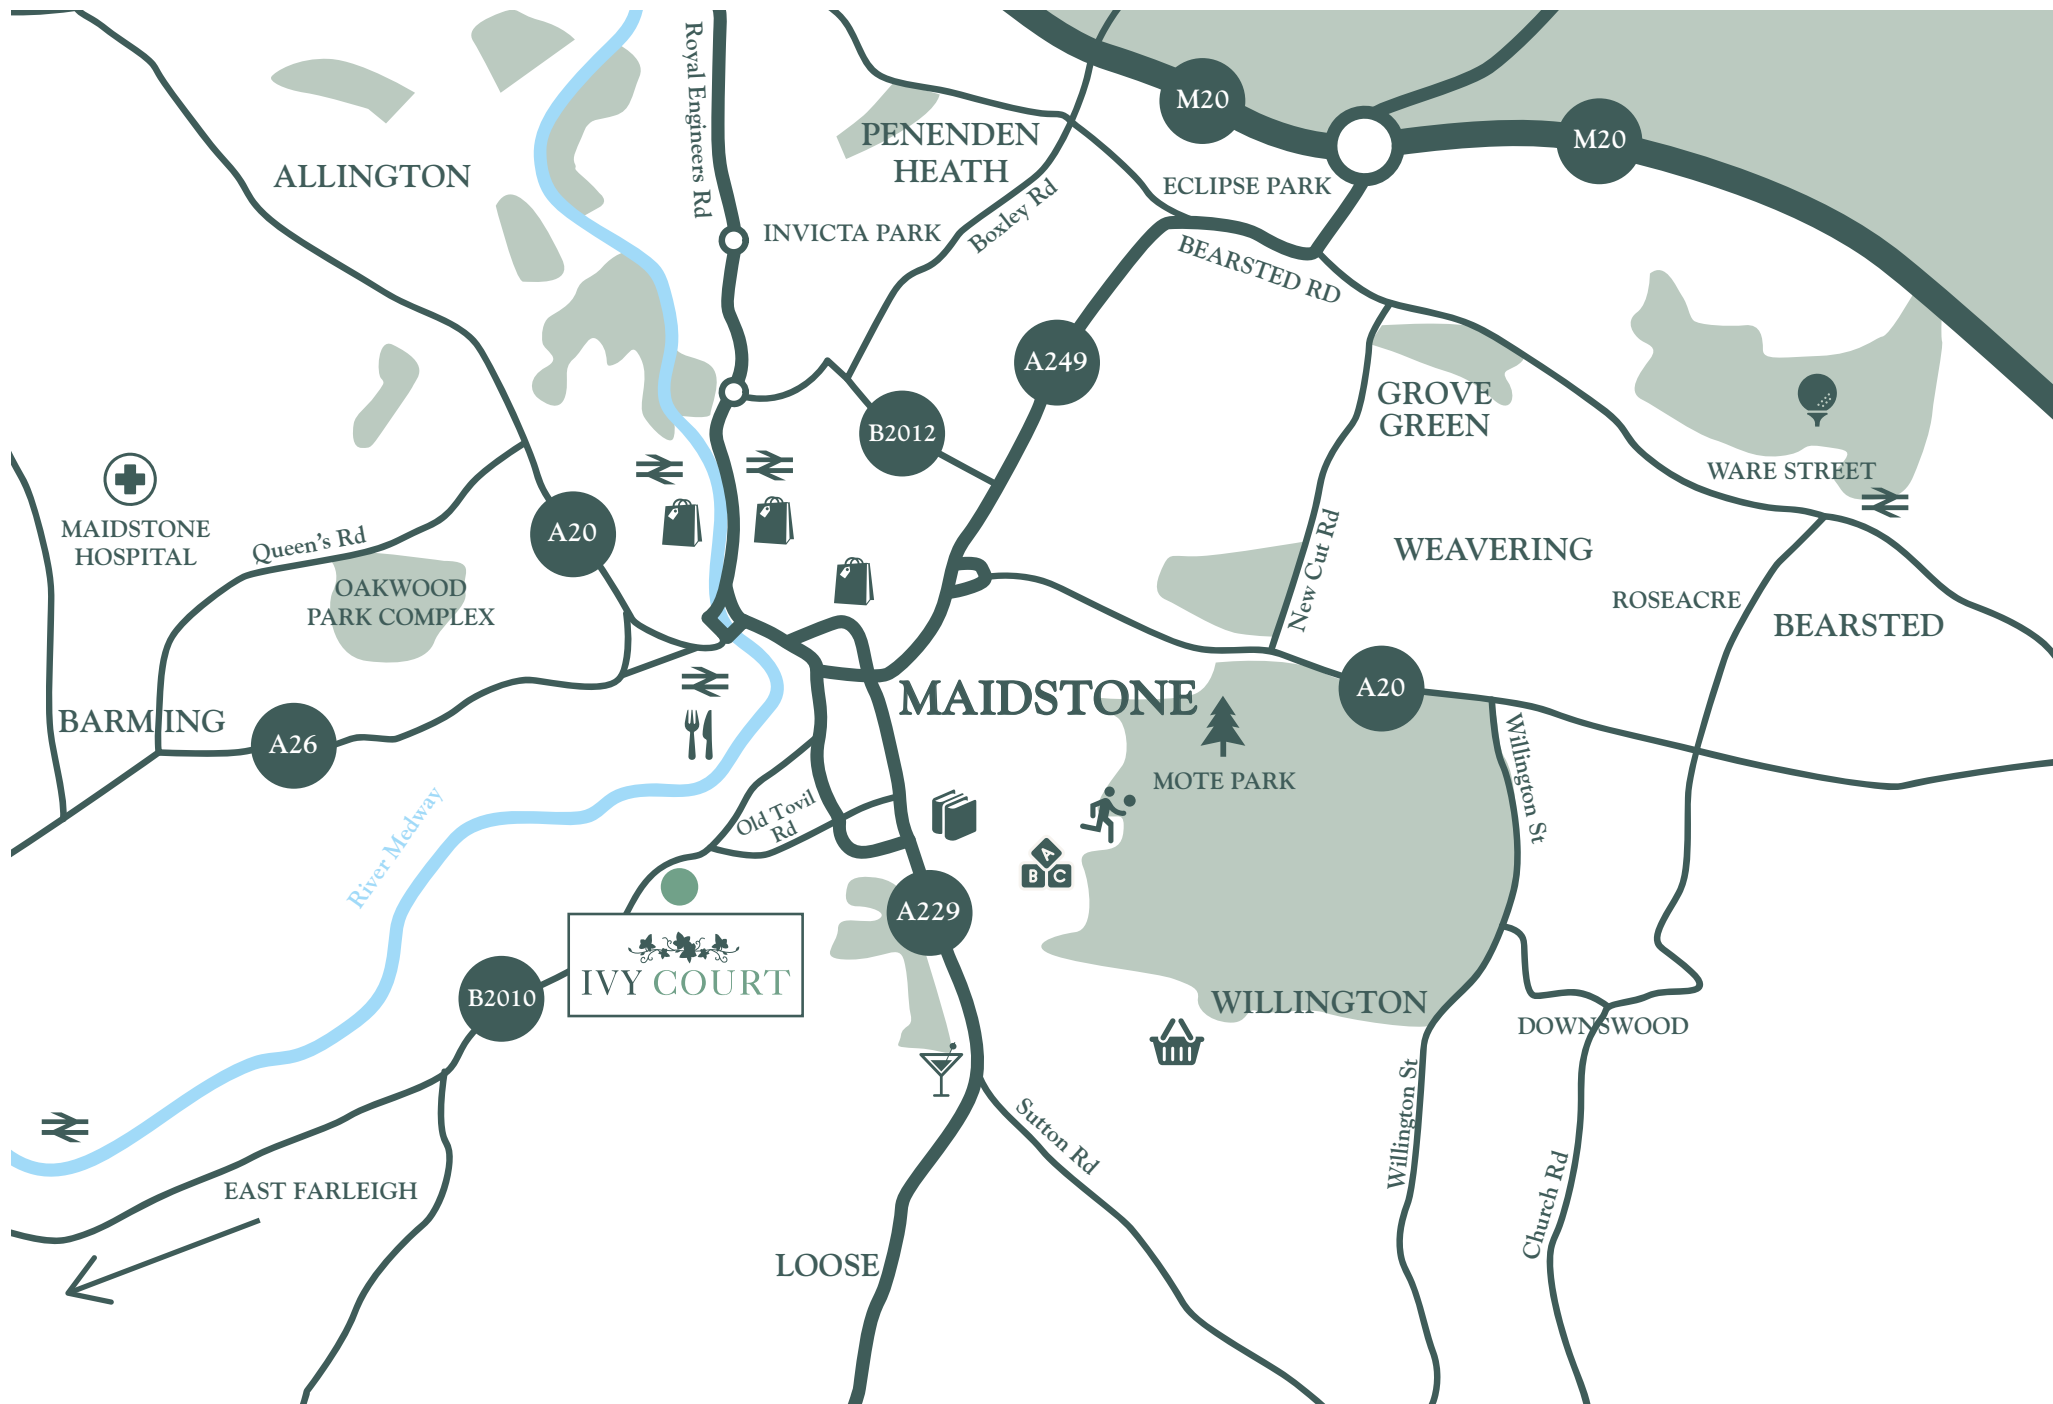 Royal Engineers Rd
M20
M20
PENENDEN
HEATH
ALLINGTON
ECLIPSE PARK
Boxley Rd
INVICTA PARK
BEARSTED RD
A249
GROVE
GREEN
B2012
WARE STREET
MAIDSTONE
HOSPITAL
Queen's Rd
A20
New Cut Rd
WEAVERING
OAKWOOD
PARK COMPLEX
ROSEACRE
BEARSTED
MAIDSTONE
A20
BARMING
A26
Willington St
MOTE PARK
River Medway
Old Tovil
Rd
A
B C
A229
IVY COURT
B2010
WILLINGTON
DOWNSWOOD
Willington St
Sutton Rd
Church Rd
EAST FARLEIGH
LOOSE